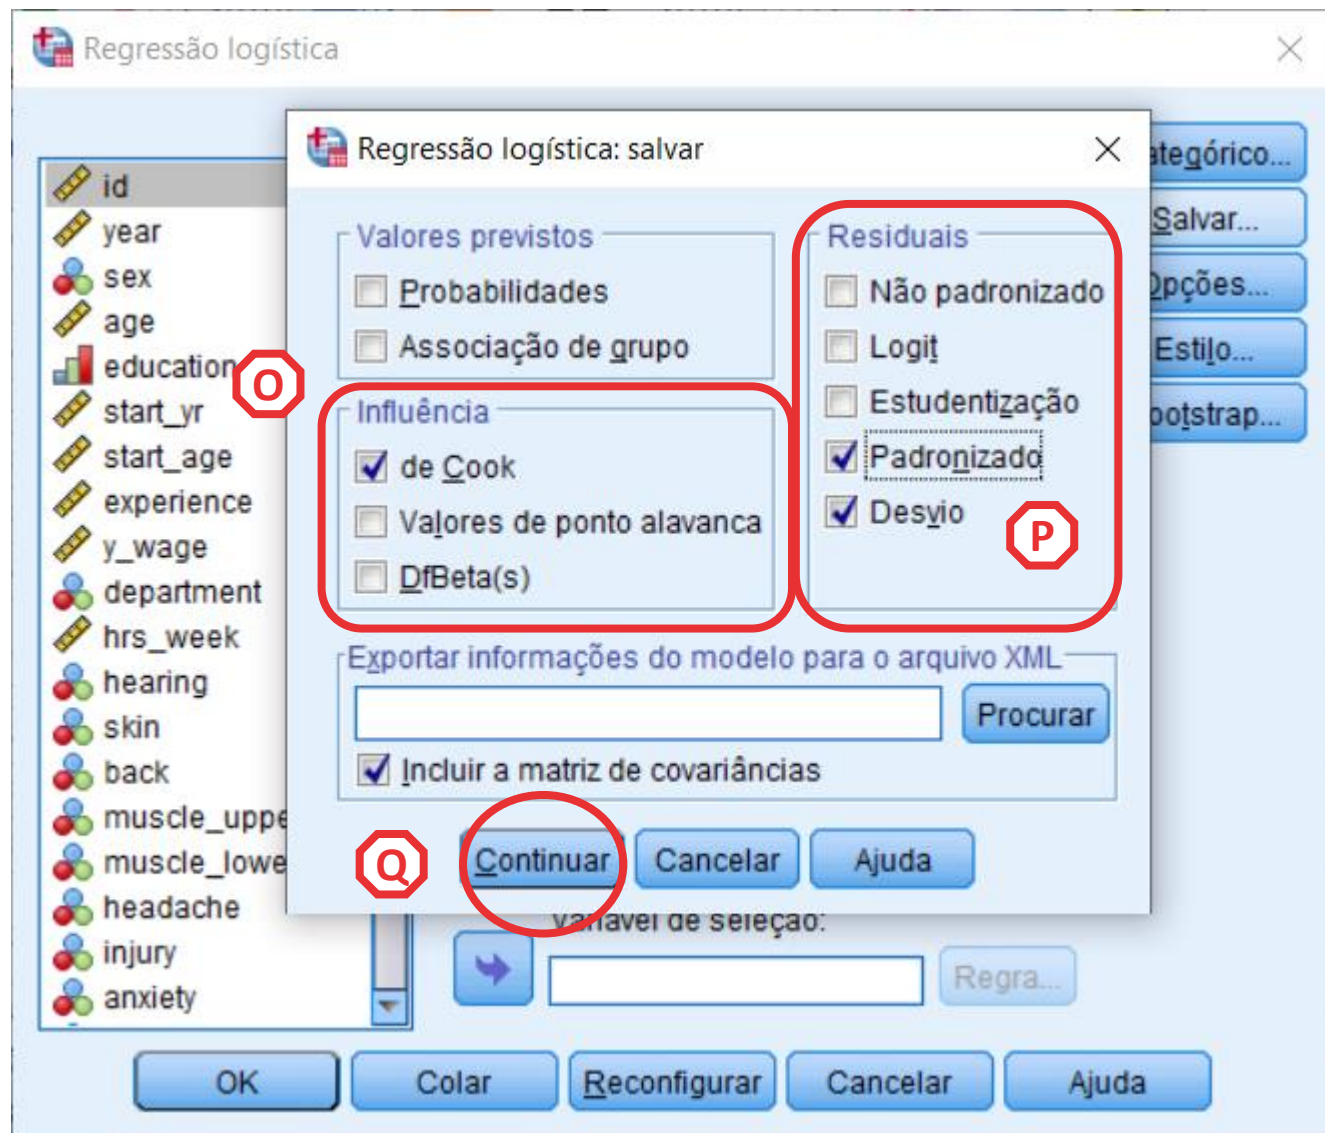 Regressão logística
Regressão logística: salvar
id
year
sex
age
education
start_yr
start_age
experience
y_wage
department
hrs_week
hearing
skin
back
muscle_uppe
muscle_lowe
headache
injury
anxiety
O
Valores previstos
Probabilidades
Associação de grupo
Influência
de Cook
Valores de ponto alavanca
DfBeta(s)
Residuais
Não padronizado
Logit
Estudentização
Padronizado
Desvio
P
Exportar informações do modelo para o arquivo XML
Procurar
Incluir a matriz de covariâncias
Q
Continuar
Cancelar
Ajuda
ategórico...
Salvar...
Opções...
Estilo...
ootstrap...
Variável de seleção:
Regra...
OK
Colar
Reconfigurar
Cancelar
Ajuda